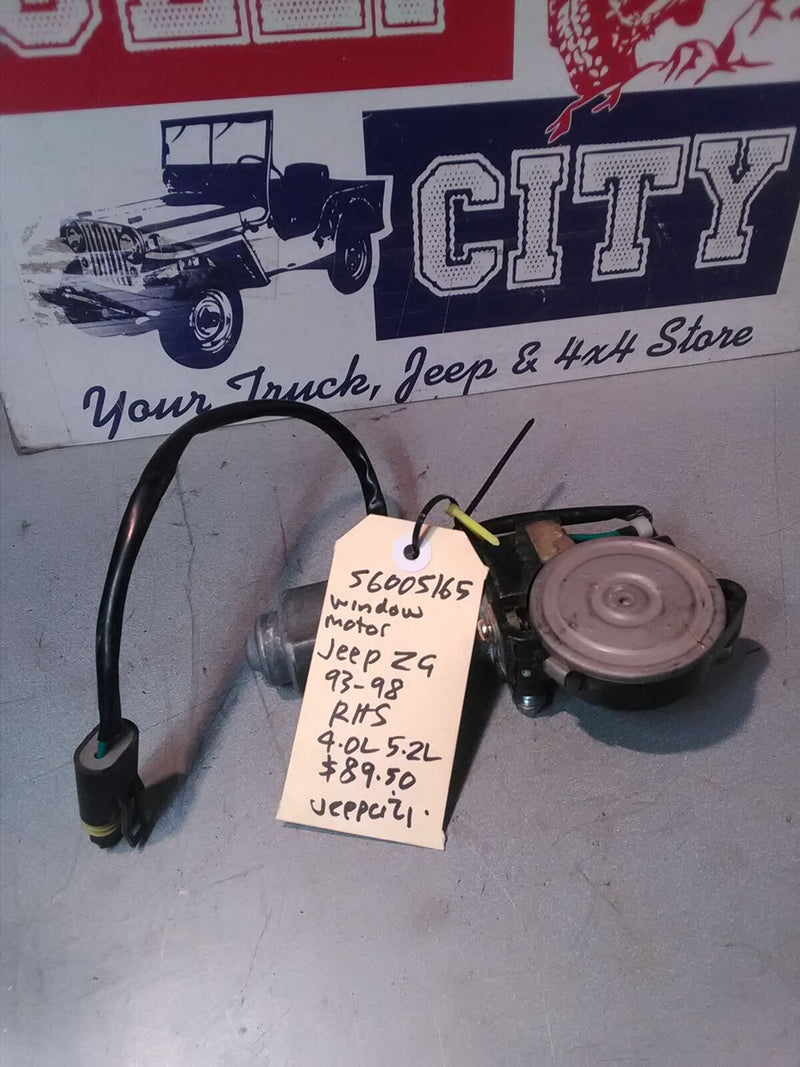 CITY
Your Truck, Jeep & 4x4 Store
56005165
window
motor
Jeep ZG
93-98
RHS
4.0L 5.2L
$89.50
Jeepcity.